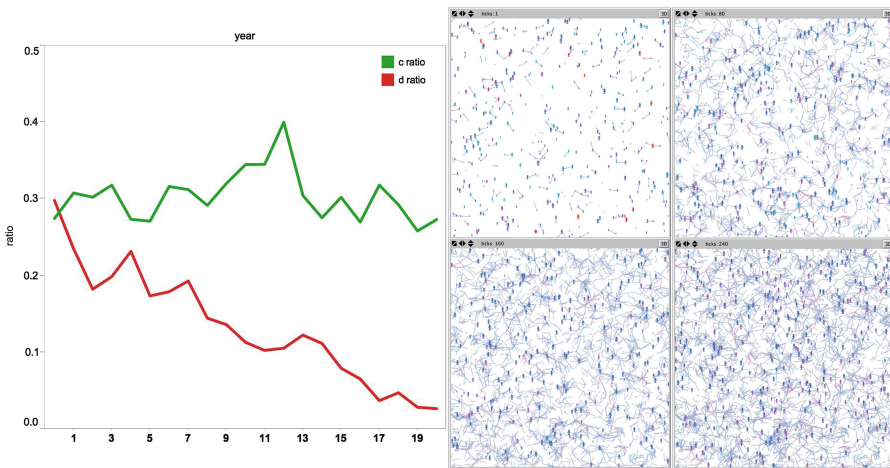 year
0.5
c ratio
d ratio
0.4
0.3
0.2
0.1
0.0
ratio
1 3 5 7 9 11 13 15 17 19
ticks: 1 3D
ticks: 80 3D
ticks: 160 3D
ticks: 240 3D